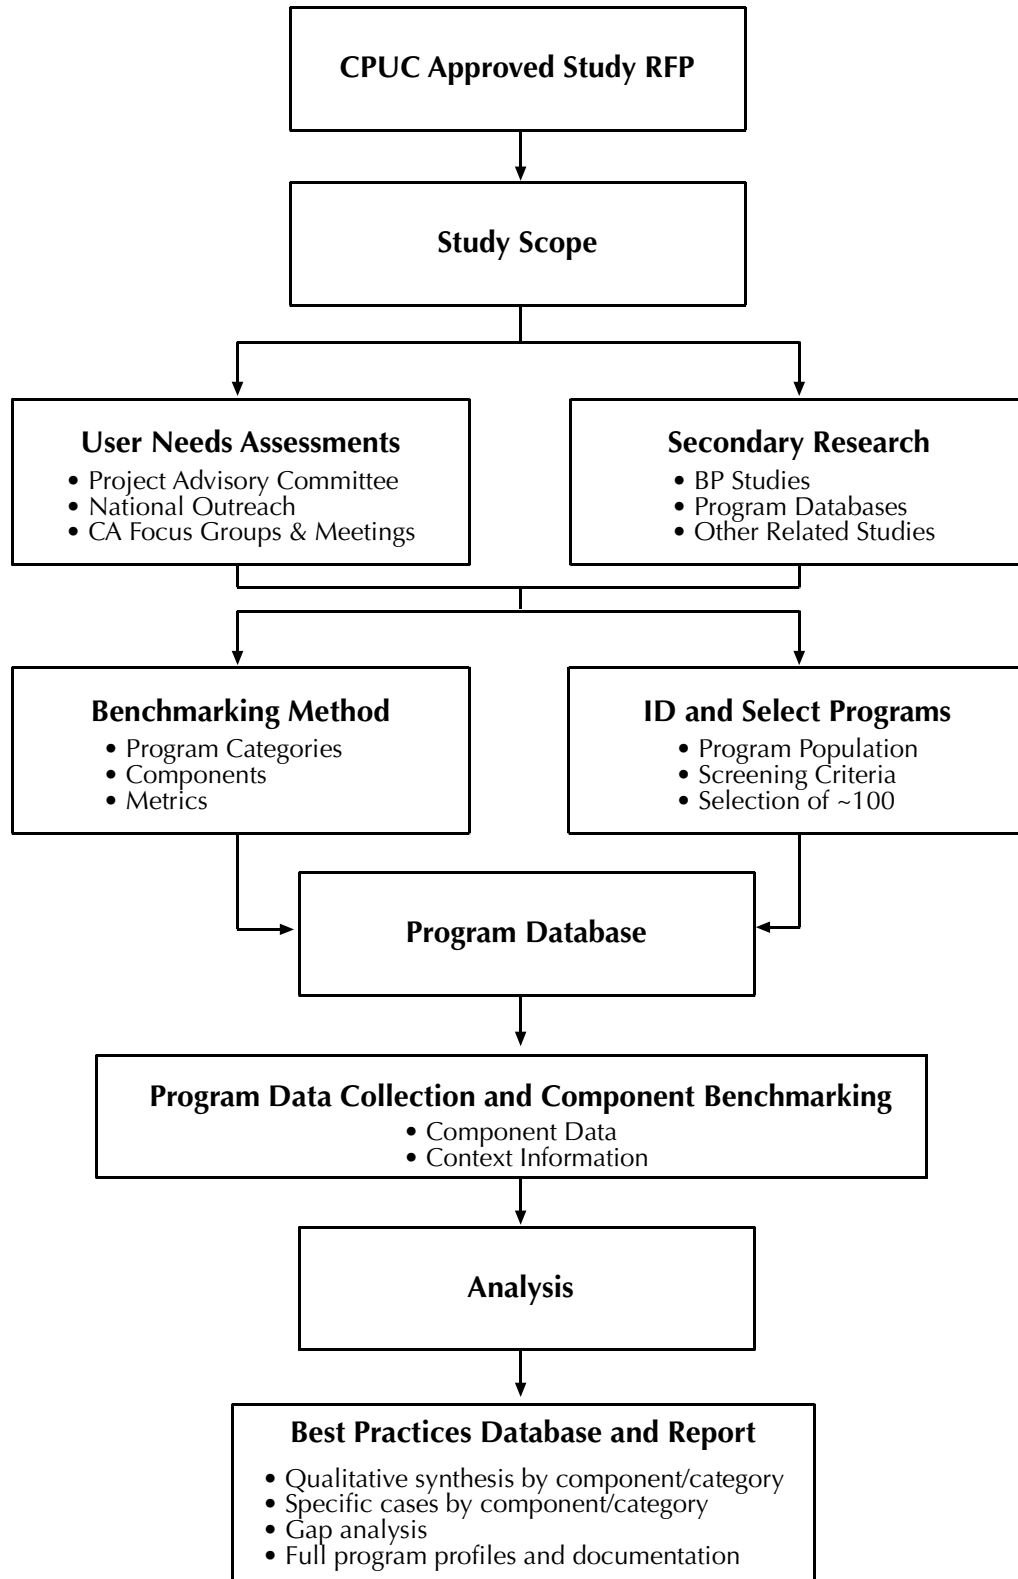 CPUC Approved Study RFP
Study Scope
User Needs Assessments
• Project Advisory Committee
• National Outreach
• CA Focus Groups & Meetings
Secondary Research
• BP Studies
• Program Databases
• Other Related Studies
Benchmarking Method
• Program Categories
• Components
• Metrics
ID and Select Programs
• Program Population
• Screening Criteria
• Selection of ~100
Program Database
Program Data Collection and Component Benchmarking
• Component Data
• Context Information
Analysis
Best Practices Database and Report
• Qualitative synthesis by component/category
• Specific cases by component/category
• Gap analysis
• Full program profiles and documentation